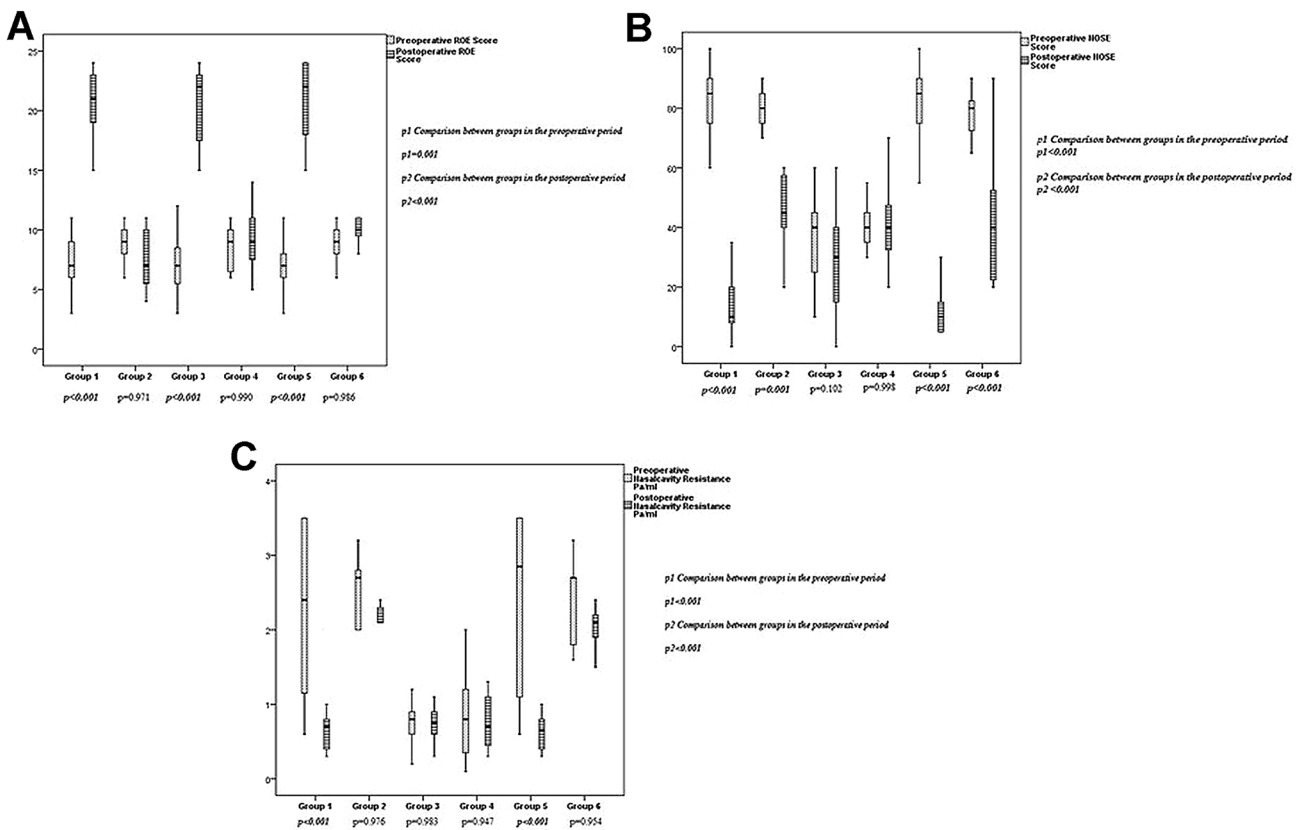 A
Preoperative ROE Score
Postoperative ROE
Score
25
20
15
10
5
0
p1 Comparison between groups in the preoperative period
p1=0.001
p2 Comparison between groups in the postoperative period
p2<0.001
Group 1 Group 2 Group 3 Group 4 Group 5 Group 6
p<0.001 p=0.971 p<0.001 p=0.990 p<0.001 p=0.986
B
Preoperative NOSE
Score
Postoperative NOSE
Score
100
80
60
40
20
0
p1 Comparison between groups in the preoperative period
p1<0.001
p2 Comparison between groups in the postoperative period
p2 <0.001
Group 1 Group 2 Group 3 Group 4 Group 5 Group 6
p<0.001 p=0.001 p=0.102 p=0.998 p<0.001 p<0.001
C
Preoperative
Nasalcavity Resistance
Pa/ml
Postoperative
Nasalcavity Resistance
Pa/ml
4
3
2
1
0
p1 Comparison between groups in the preoperative period
p1<0.001
p2 Comparison between groups in the postoperative period
p2<0.001
Group 1 Group 2 Group 3 Group 4 Group 5 Group 6
p<0.001 p=0.976 p=0.983 p=0.947 p<0.001 p=0.954